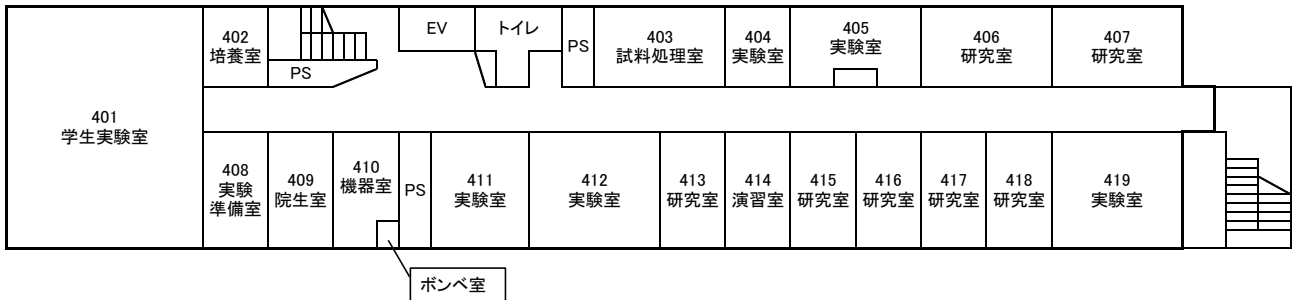 EV
トイレ
402
培養室
PS
PS
403
試料処理室
404
実験室
405
実験室
406
研究室
407
研究室
401
学生実験室
408
実験
準備室
409
院生室
410
機器室
PS
411
実験室
412
実験室
413
研究室
414
演習室
415
研究室
416
研究室
417
研究室
418
研究室
419
実験室
ボンベ室